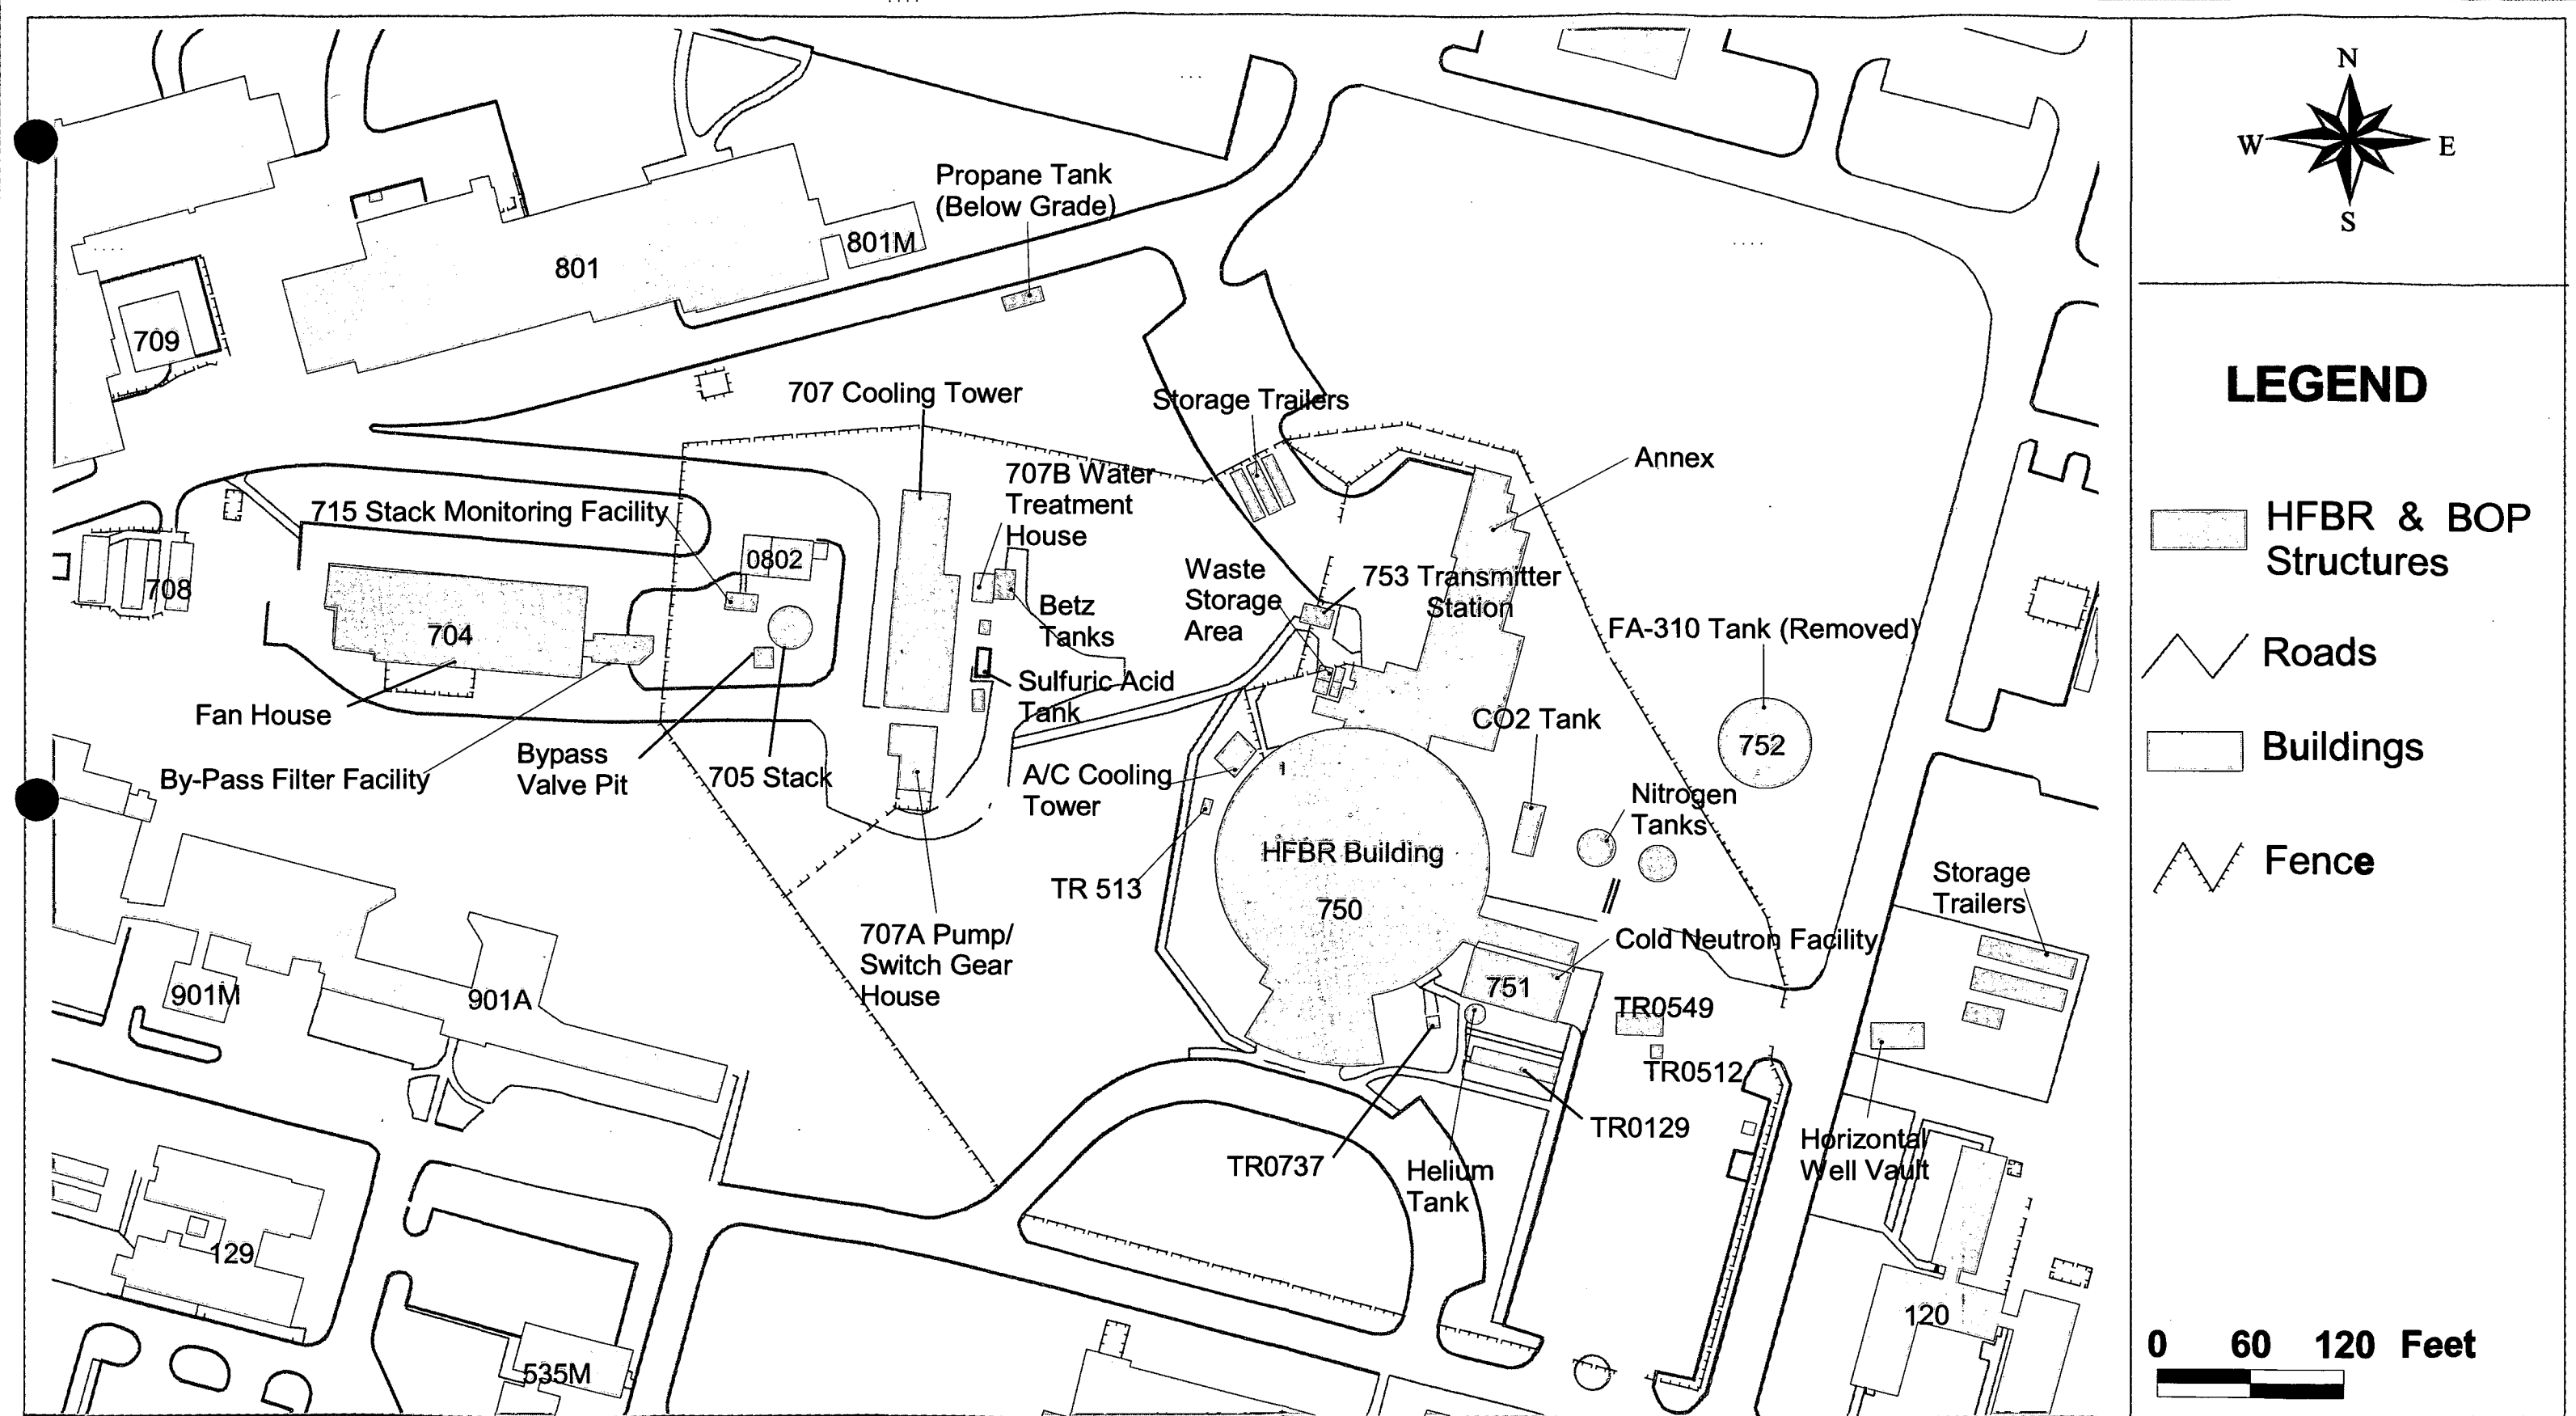 N
W
E
S
LEGEND
HFBR & BOP
Structures
Roads
Buildings
Fence
0 60 120 Feet
Propane Tank
(Below Grade)
801M
801
709
707 Cooling Tower
Storage Trailers
Annex
707B Water
Treatment
House
715 Stack Monitoring Facility
0802
708
704
Betz
Tanks
Waste
Storage
Area
753 Transmitter
Station
FA-310 Tank (Removed)
752
Sulfuric Acid
Tank
Fan House
By-Pass Filter Facility
Bypass
Valve Pit
705 Stack
A/C Cooling
Tower
CO2 Tank
Nitrogen
Tanks
HFBR Building
750
TR 513
707A Pump/
Switch Gear
House
Storage
Trailers
Cold Neutron Facility
751
901M
901A
TR0549
TR0512
TR0129
TR0737
Helium
Tank
Horizontal
Well Vault
129
120
535M